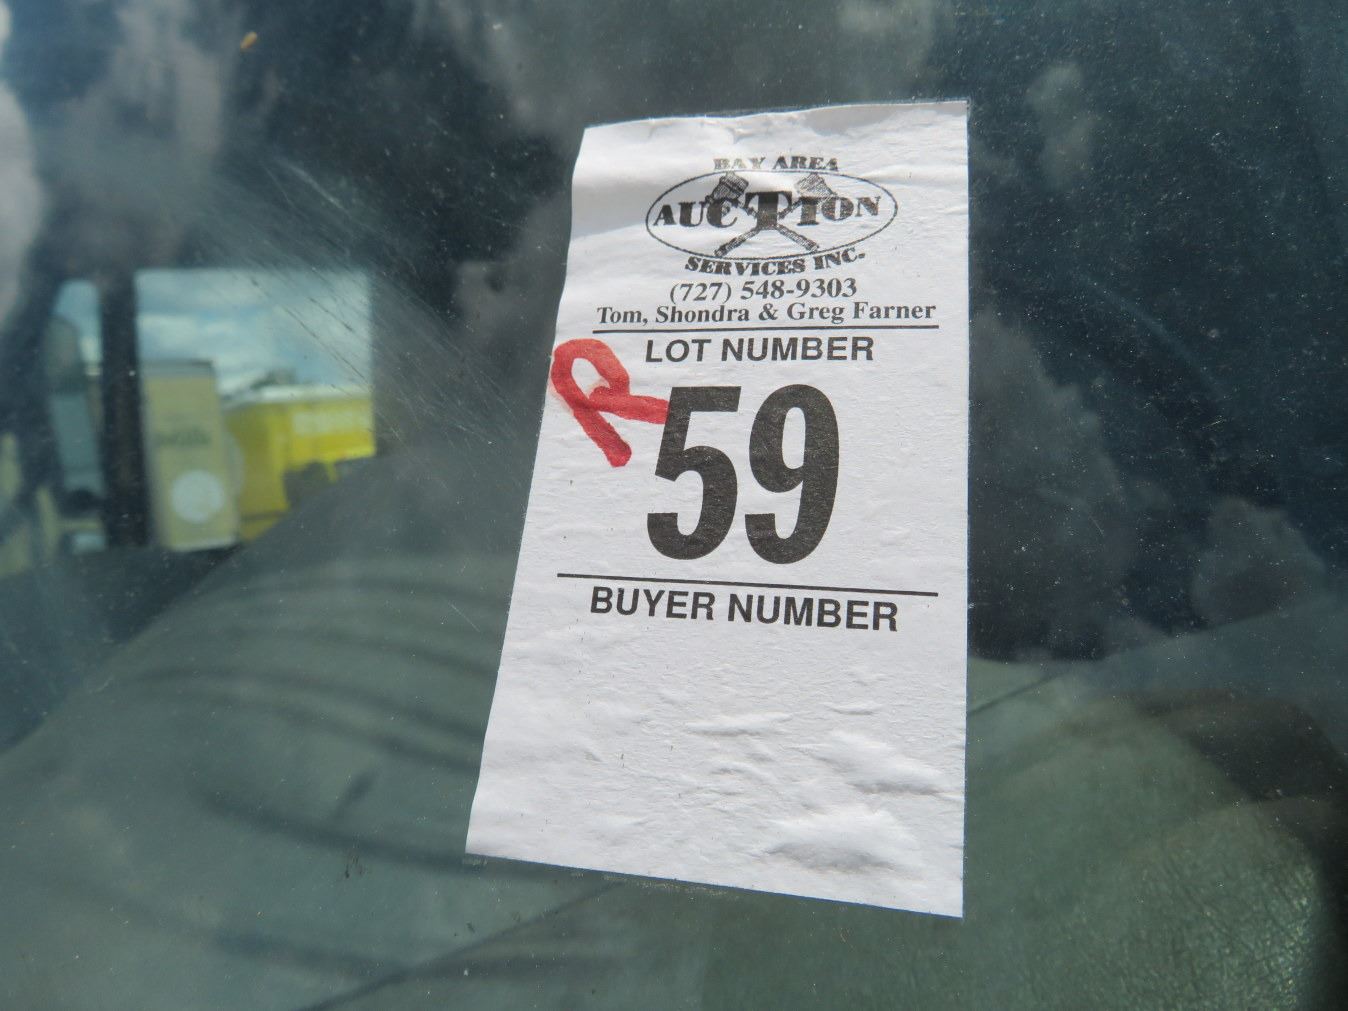 BAY AREA
AUCTION
SERVICES INC.
(727) 548-9303
Tom, Shondra & Greg Farner
LOT NUMBER
R 59
BUYER NUMBER